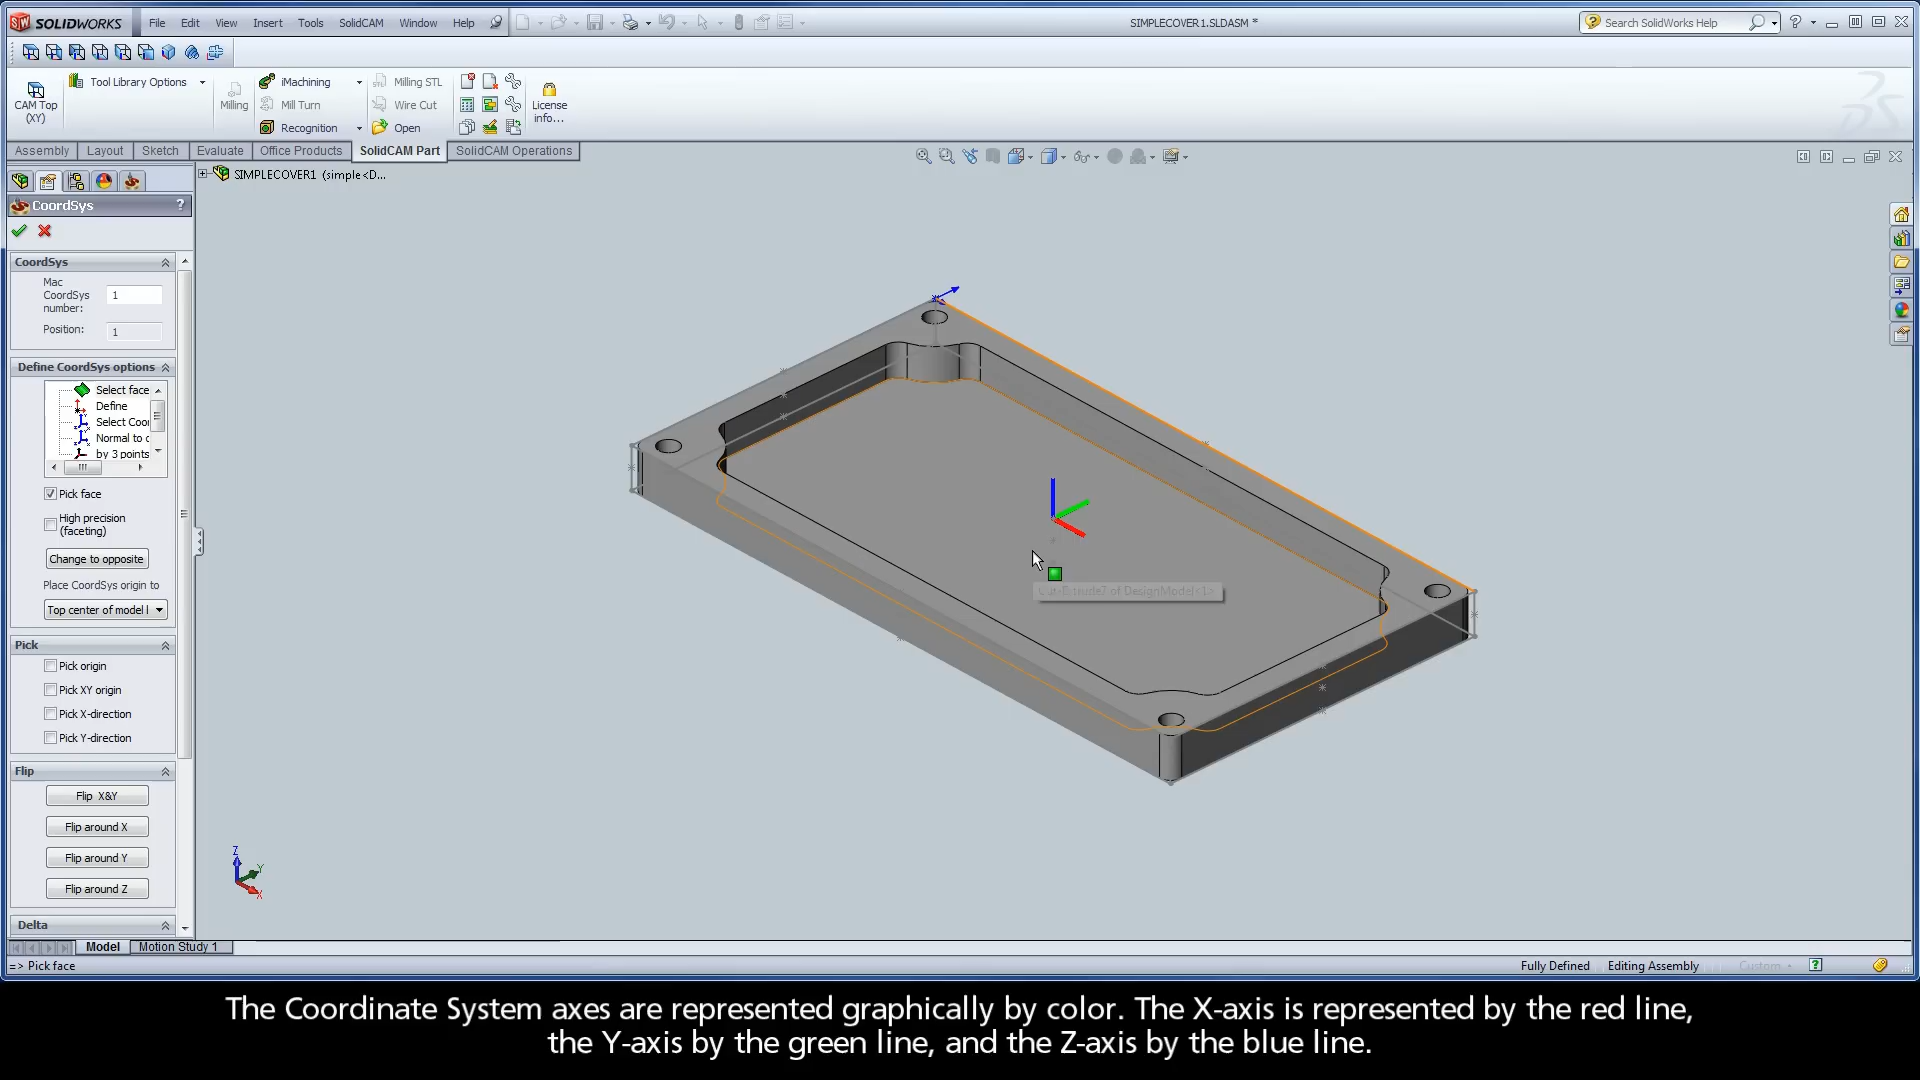 SOLIDWORKS File Edit View Insert Tools SolidCAM Window Help SIMPLECOVER1.SLDASM * Search SolidWorks Help
Tool Library Options iMachining Milling STL
CAM Top (XY) Milling Mill Turn Wire Cut License info...
Recognition Open
Assembly Layout Sketch Evaluate Office Products SolidCAM Part SolidCAM Operations
SIMPLECOVER1 (simple<D...
CoordSys ?
CoordSys
Mac CoordSys number: 1
Position: 1
Define CoordSys options
Select face
Define
Select Coor
Normal to c
by 3 points
Pick face
High precision (faceting)
Change to opposite
Place CoordSys origin to
Top center of model l
Pick
Pick origin
Pick XY origin
Pick X-direction
Pick Y-direction
Flip
Flip X&Y
Flip around X
Flip around Y
Flip around Z
Delta
Cut-Extrude7 of DesignModel<1>
Z
Y
X
Model Motion Study 1
=> Pick face Fully Defined Editing Assembly Custom
The Coordinate System axes are represented graphically by color. The X-axis is represented by the red line,
the Y-axis by the green line, and the Z-axis by the blue line.